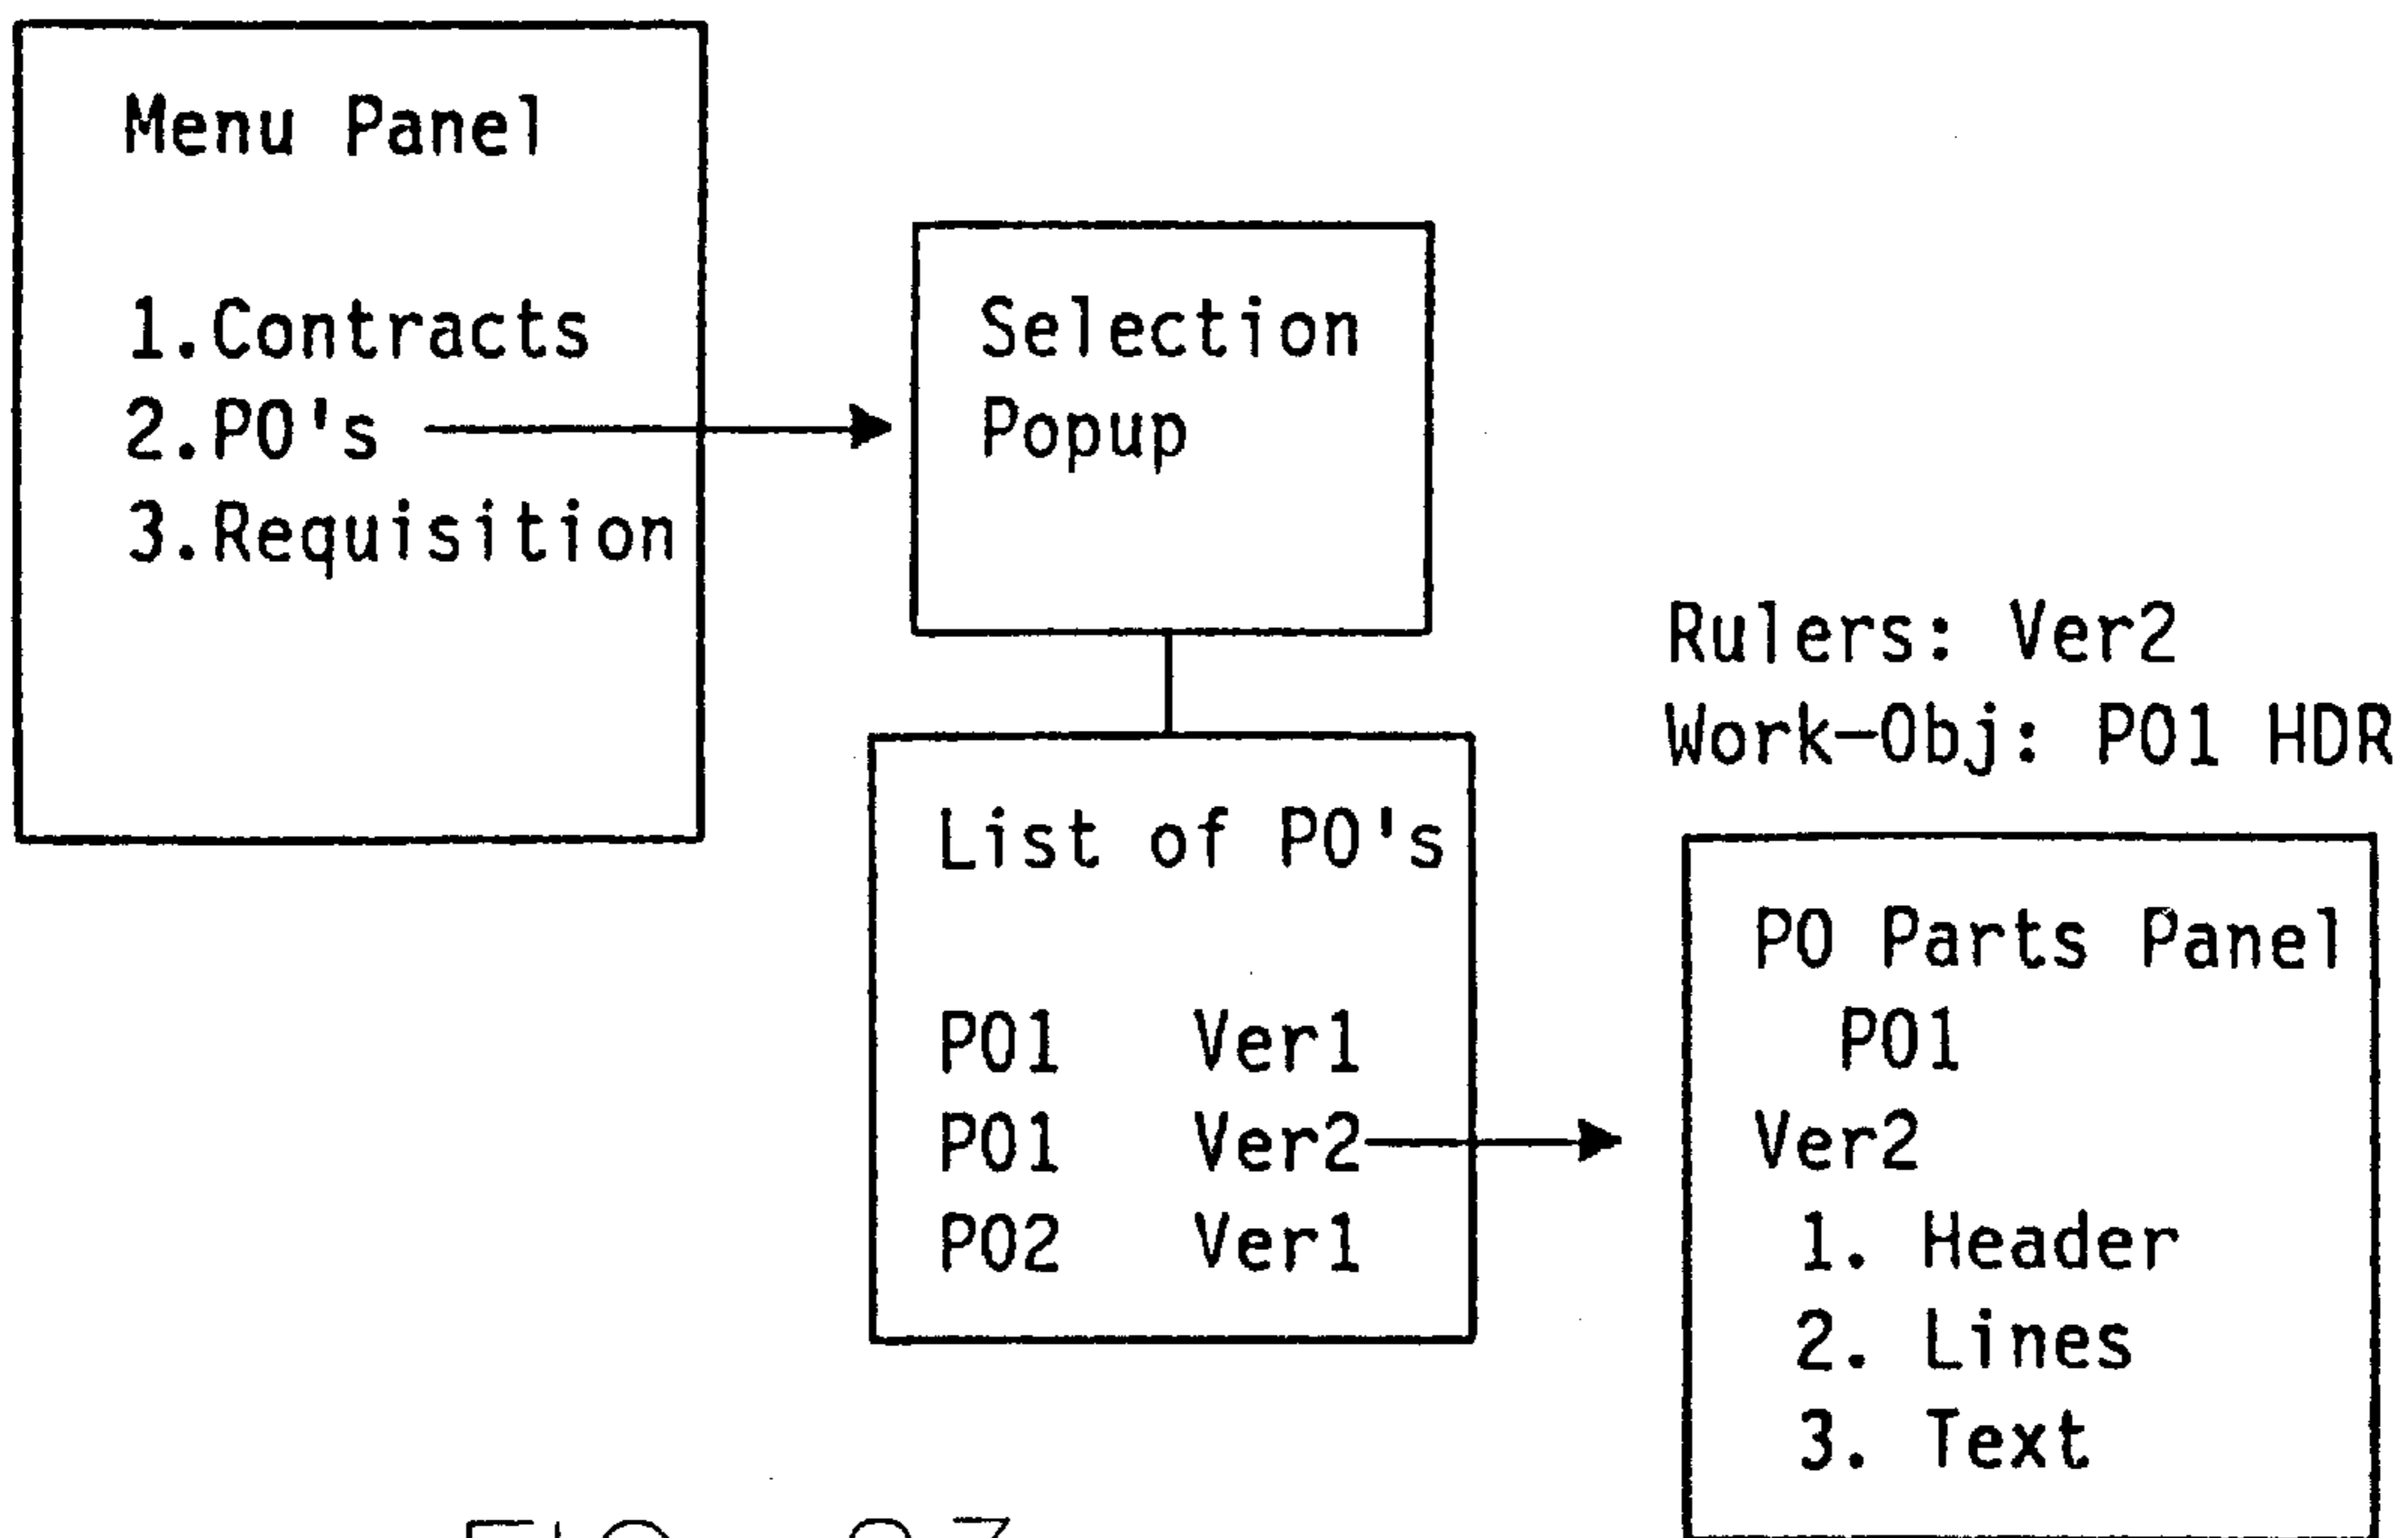 Menu Panel
1.Contracts
2.PO's
3.Requisition
Selection
Popup
List of PO's
PO1 Ver1
PO1 Ver2
PO2 Ver1
Rulers: Ver2
Work-Obj: PO1 HDR
PO Parts Panel
PO1
Ver2
1. Header
2. Lines
3. Text